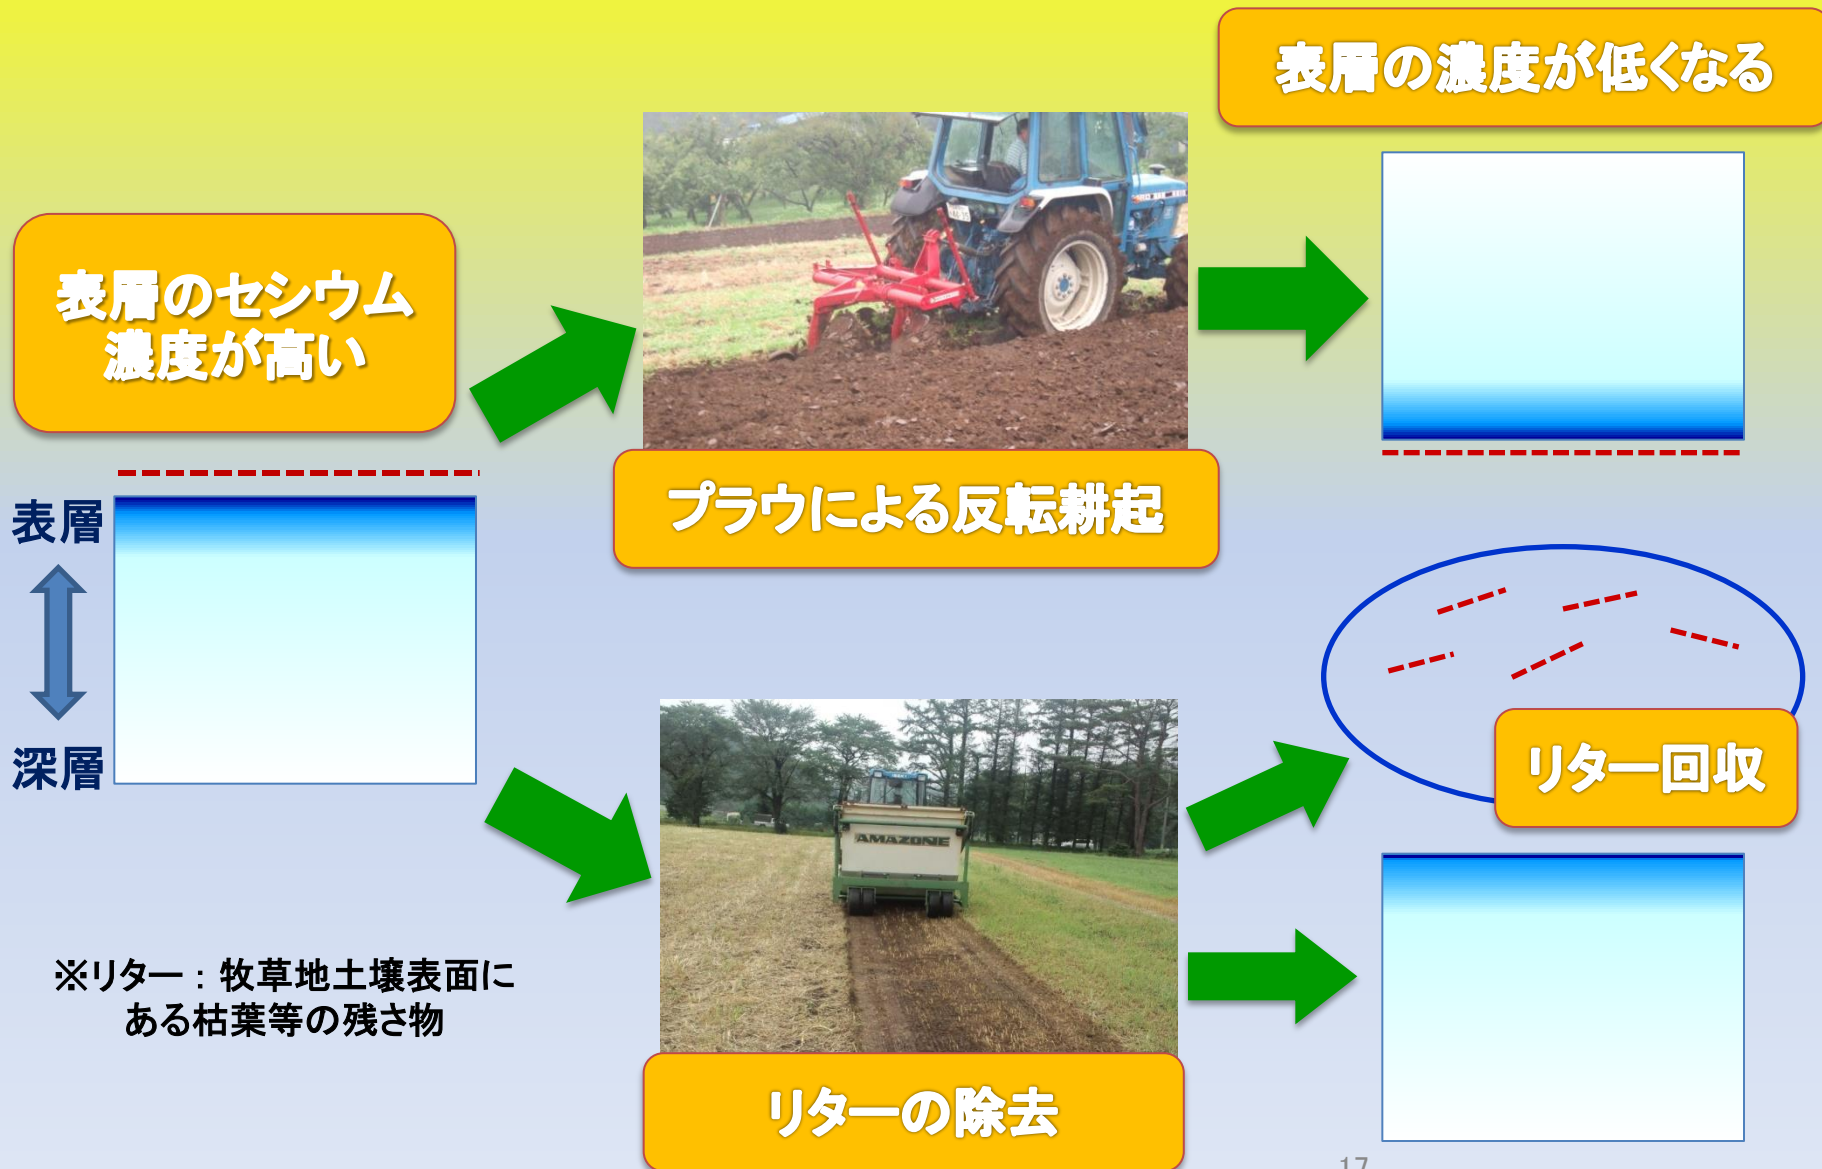 表層の濃度が低くなる
表層のセシウム
濃度が高い
プラウによる反転耕起
表層
深層
リター回収
AMAZONE
※リター：牧草地土壌表面に
ある枯葉等の残さ物
リターの除去
17